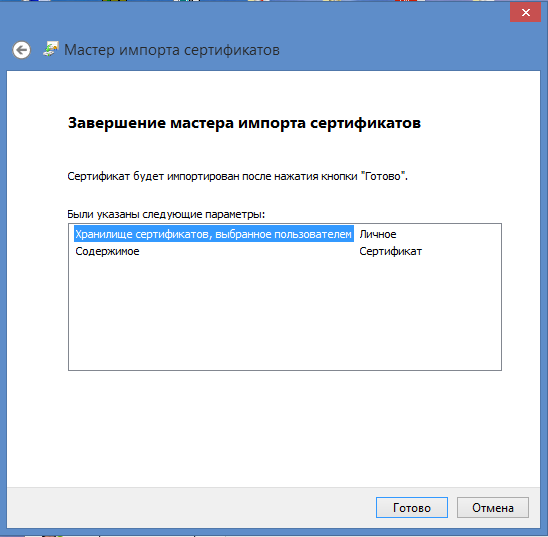 Мастер импорта сертификатов
Завершение мастера импорта сертификатов
Сертификат будет импортирован после нажатия кнопки "Готово".
Были указаны следующие параметры:
Хранилище сертификатов, выбранное пользователем Личное
Содержимое Сертификат
Готово Отмена